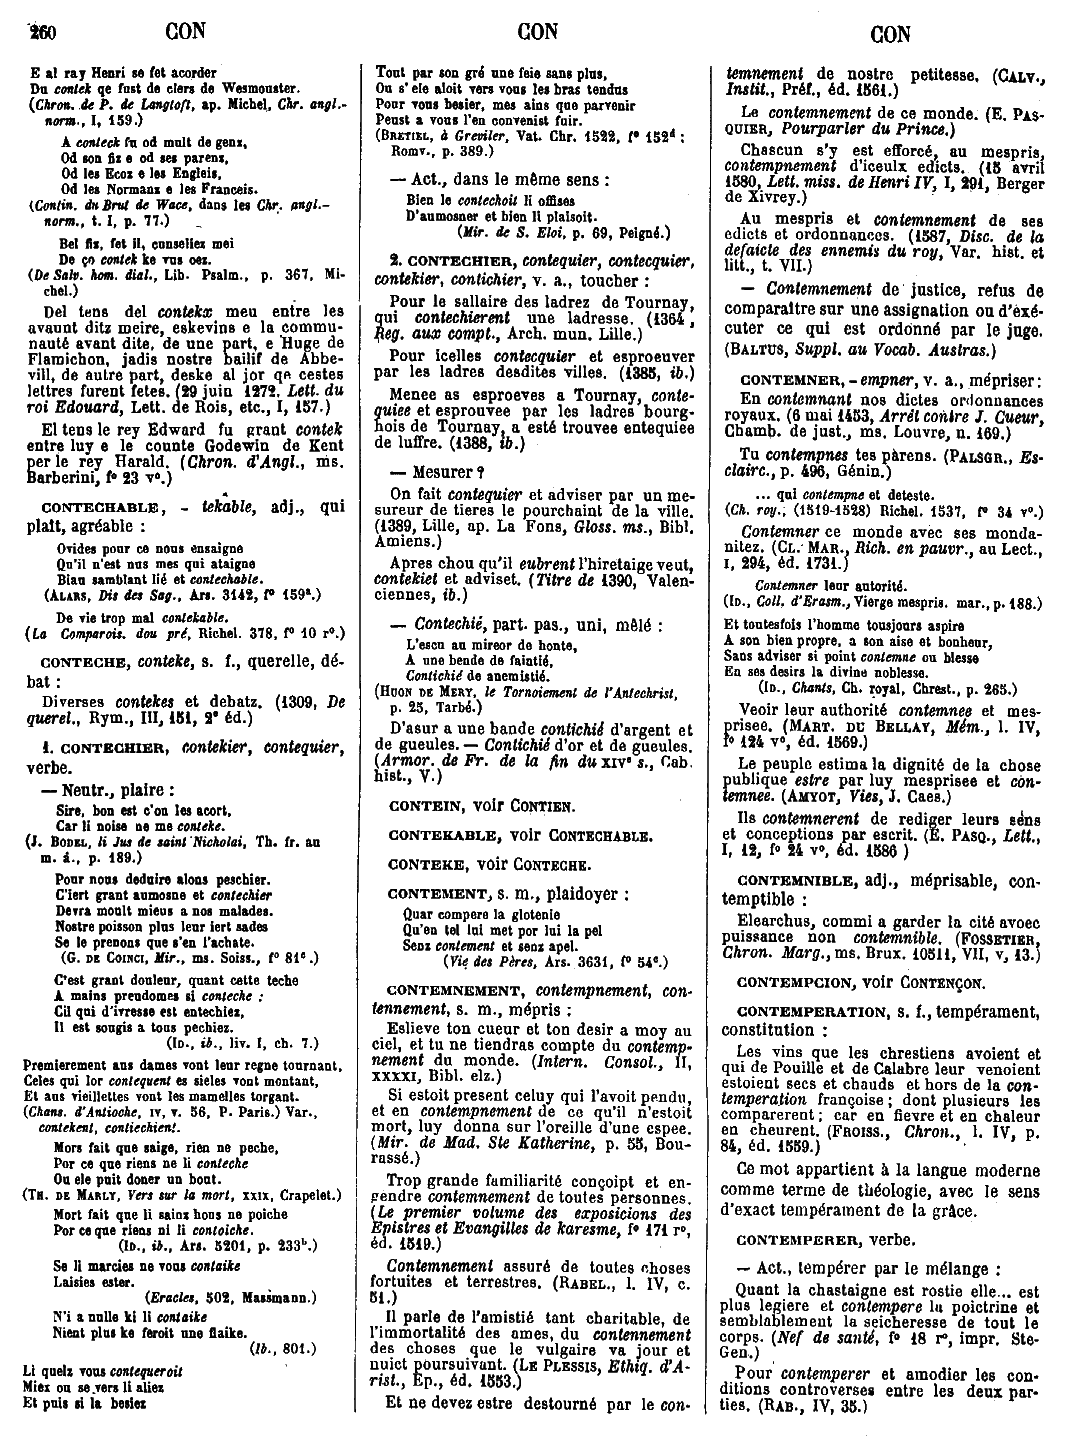 260 CON CON CON
E al ray Henri se fet acorder
Du contek qe fust de clers de Wesmouster.
(Chron. de P. de Langtoft, ap. Michel, Chr. angl.-
norm., I, 159.)
A conteck fu od mult de genz,
Od son fiz e od ses parenz,
Od les Ecoz e les Engleis,
Od les Normanz e les Franceis.
(Contin. du Brut de Wace, dans les Chr. angl.-
norm., t. I, p. 77.)
Bel fiz, fet il, conseliez mei
De ço contek ke vus oez.
(De Salv. hom. dial., Lib. Psalm., p. 367, Mi-
chel.)
Del tens del contekx meu entre les
avaunt ditz meire, eskevins e la commu-
nauté avant dite, de une part, e Huge de
Flamichon, jadis nostre bailif de Abbe-
vill, de autre part, deske al jor qe cestes
lettres furent fetes. (29 juin 1272. Lett. du
roi Edouard, Lett. de Rois, etc., I, 157.)
El tens le rey Edward fu grant contek
entre luy e le counte Godewin de Kent
per le rey Harald. (Chron. d'Angl., ms.
Barberini, f° 23 v°.)
CONTECHABLE, - tekable, adj., qui
plaît, agréable :
Ovides pour ce nous ensaigne
Qu'il n'est nus mes qui ataigne
Biau samblant lié et contechable.
(ALARS, Dis des Sag., Ars. 3142, f° 159ª.)
De vie trop mal contekable.
(La Comparois. dou pré, Richel. 378, f° 10 r°.)
CONTECHE, conteke, s. f., querelle, dé-
bat :
Diverses contekes et debatz. (1309, De
querel., Rym., III, 151, 2e éd.)
1. CONTECHIER, contekier, contequier,
verbe.
— Neutr., plaire :
Sire, bon est c'on les acort,
Car li noise ne me conteke.
(J. BODEL, li Jus de saint Nicholai, Th. fr. au
m. â., p. 189.)
Pour nous deduire alons peschier.
C'iert grant aumosne et contechier
Devra moult mieus a nos malades.
Nostre poisson plus leur iert sades
Se le prenons que s'en l'achate.
(G. DE COINCI, Mir., ms. Soiss., f° 81e.)
C'est grant douleur, quant cette teche
A mains preudomes si conteche :
Cil qui d'ivresse est entechiez,
Il est sougis a tous pechiez.
(ID., ib., liv. I, ch. 7.)
Premierement aus dames vont leur regne tournant,
Celes qui lor contequent es sieles vont montant,
Et aus vieillettes vont les mamelles torgant.
(Chans. d'Antioche, IV, v. 56, P. Paris.) Var.,
contekent, contiechient.
Mors fait que saige, rien ne peche,
Por ce que riens ne li conteche
Ou ele puit doner un bout.
(TH. DE MARLY, Vers sur la mort, XXIX, Crapelet.)
Mort fait que li sainz hons ne poiche
Por ce que riens ni li contoiche.
(ID., ib., Ars. 5201, p. 233b.)
Se li marcies ne vous contaike
Laisies ester.
(Eracles, 502, Massmann.)
N'i a nulle ki li contaike
Nient plus ke feroit une flaike.
(Ib., 801.)
Li quelz vous contequeroit
Miez ou se vers li aliez
Et puis si la besiez
Tout par son gré une feie sans plus,
Ou s'ele aloit vers vous les bras tendus
Pour vous besier, mes ains que parvenir
Peust a vous l'en convenist fuir.
(BRETIEL, à Greviler, Vat. Chr. 1522, f° 152d ;
Romv., p. 389.)
— Act., dans le même sens :
Bien le contechoit li offises
D'aumosner et bien li plaisoit.
(Mir. de S. Eloi, p. 69, Peigné.)
2. CONTECHIER, contequier, contecquier,
contekier, contichier, v. a., toucher :
Pour le sallaire des ladrez de Tournay,
qui contechierent une ladresse. (1364,
Reg. aux compt., Arch. mun. Lille.)
Pour icelles contecquier et esproeuver
par les ladres desdites villes. (1385, ib.)
Menee as esproeves a Tournay, conte-
quiee et esprouvee par les ladres bourg-
hois de Tournay, a esté trouvee entequiee
de luffre. (1388, ib.)
— Mesurer ?
On fait contequier et adviser par un me-
sureur de tieres le pourchaint de la ville.
(1389, Lille, ap. La Fons, Gloss. ms., Bibl.
Amiens.)
Apres chou qu'il eubrent l'hiretaige veut,
contekiet et adviset. (Titre de 1390, Valen-
ciennes, ib.)
— Contechié, part. pas., uni, mêlé :
L'escu au mireor de honte,
A une bende de faintié,
Contichié de anemistié.
(HUON DE MERY, le Tornoiement de l'Antechrist,
p. 25, Tarbé.)
D'asur a une bande contichié d'argent et
de gueules. — Contichié d'or et de gueules.
(Armor. de Fr. de la fin du XIVe s., Cab.
hist., V.)
CONTEIN, voir CONTIEN.
CONTEKABLE, voir CONTECHABLE.
CONTEKE, voir CONTECHE.
CONTEMENT, s. m., plaidoyer :
Quar compere la glotenie
Qu'en tel lui met por lui la pel
Senz contement et senz apel.
(Vie des Pères, Ars. 3631, f° 54c.)
CONTEMNEMENT, contempnement, con-
tennement, s. m., mépris :
Eslieve ton cueur et ton desir a moy au
ciel, et tu ne tiendras compte du contemp-
nement du monde. (Intern. Consol., II,
XXXXI, Bibl. elz.)
Si estoit present celuy qui l'avoit pendu,
et en contempnement de ce qu'il n'estoit
mort, luy donna sur l'oreille d'une espee.
(Mir. de Mad. Ste Katherine, p. 55, Bou-
rassé.)
Trop grande familiarité conçoipt et en-
gendre contemnement de toutes personnes.
(Le premier volume des exposicions des
Epistres et Evangilles de karesme, f° 171 r°,
éd. 1519.)
Contemnement assuré de toutes choses
fortuites et terrestres. (RABEL., l. IV, c.
51.)
Il parle de l'amistié tant charitable, de
l'immortalité des ames, du contennement
des choses que le vulgaire va jour et
nuict poursuivant. (LE PLESSIS, Ethiq. d'A-
rist., Ep., éd. 1553.)
Et ne devez estre destourné par le con-
temnement de nostre petitesse. (CALV.,
Instit., Préf., éd. 1561.)
Le contemnement de ce monde. (E. PAS-
QUIER, Pourparler du Prince.)
Chascun s'y est efforcé, au mespris,
contempnement d'iceulx edicts. (15 avril
1580, Lett. miss. de Henri IV, I, 291, Berger
de Xivrey.)
Au mespris et contemnement de ses
edicts et ordonnances. (1587, Disc. de la
defaicte des ennemis du roy, Var. hist. et
litt., t. VII.)
— Contemnement de justice, refus de
comparaître sur une assignation ou d'exé-
cuter ce qui est ordonné par le juge.
(BALTUS, Suppl. au Vocab. Austras.)
CONTEMNER, - empner, v. a., mépriser :
En contemnant nos dictes ordonnances
royaux. (6 mai 1453, Arrêt contre J. Cueur,
Chamb. de just., ms. Louvre, n. 169.)
Tu contempnes tes parens. (PALSGR., Es-
clairc., p. 496, Génin.)
... qui contempne et deteste.
(Ch. roy., (1519-1528) Richel. 1537, f° 34 v°.)
Contemner ce monde avec ses monda-
nitez. (CL. MAR., Rich. en pauvr., au Lect.,
I, 294, éd. 1731.)
Contemner leur autorité.
(ID., Coll. d'Erasm., Vierge mespris. mar., p. 188.)
Et toutesfois l'homme tousjours aspire
A son bien propre, a son aise et bonheur,
Sans adviser si point contemne ou blesse
En ses desirs la divine noblesse.
(ID., Chants, Ch. royal, Chrest., p. 265.)
Veoir leur authorité contemnee et mes-
prisee. (MART. DU BELLAY, Mém., l. IV,
f° 124 v°, éd. 1569.)
Le peuple estima la dignité de la chose
publique estre par luy mesprisee et con-
temnee. (AMYOT, Vies, J. Caes.)
Ils contemnerent de rediger leurs sens
et conceptions par escrit. (E. PASQ., Lett.,
I, 12, f° 24 v°, éd. 1586)
CONTEMNIBLE, adj., méprisable, con-
temptible :
Elearchus, commi a garder la cité avoec
puissance non contemnible. (FOSSETIER,
Chron. Marg., ms. Brux. 10511, VII, V, 13.)
CONTEMPCION, voir CONTENÇON.
CONTEMPERATION, s. f., tempérament,
constitution :
Les vins que les chrestiens avoient et
qui de Pouille et de Calabre leur venoient
estoient secs et chauds et hors de la con-
temperation françoise ; dont plusieurs les
comparerent ; car en fievre et en chaleur
en cheurent. (FROISS., Chron., l. IV, p.
84, éd. 1559.)
Ce mot appartient à la langue moderne
comme terme de théologie, avec le sens
d'exact tempérament de la grâce.
CONTEMPERER, verbe.
— Act., tempérer par le mélange :
Quant la chastaigne est rostie elle... est
plus legiere et contempere la poictrine et
semblablement la seicheresse de tout le
corps. (Nef de santé, f° 18 r°, impr. Ste-
Gen.)
Pour contemperer et amodier les con-
ditions controverses entre les deux par-
ties. (RAB., IV, 35.)